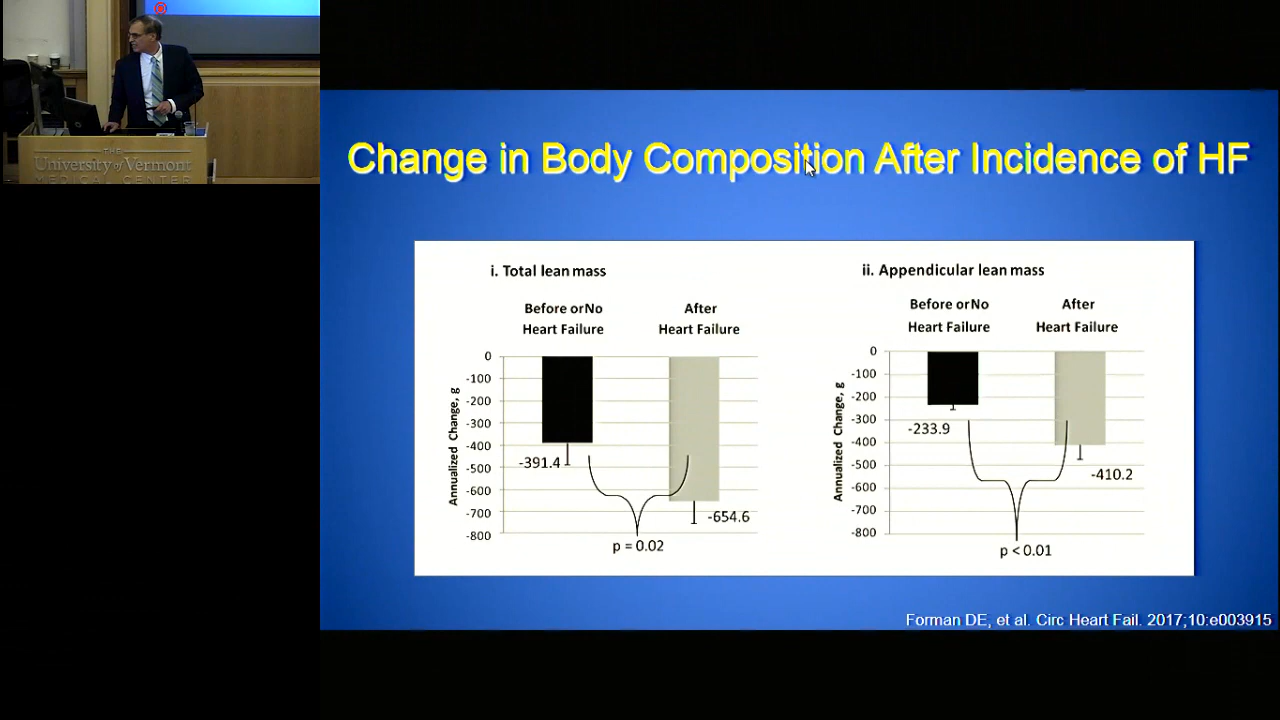 THE
University of Vermont
MEDICAL CENTER
Change in Body Composition After Incidence of HF
i. Total lean mass
Before orNo
Heart Failure
After
Heart Failure
Annualized Change, g
0
-100
-200
-300
-400
-500
-600
-700
-800
-391.4
-654.6
p = 0.02
ii. Appendicular lean mass
Before orNo
Heart Failure
After
Heart Failure
Annualized Change, g
0
-100
-200
-300
-400
-500
-600
-700
-800
-233.9
-410.2
p < 0.01
Forman DE, et al. Circ Heart Fail. 2017;10:e003915